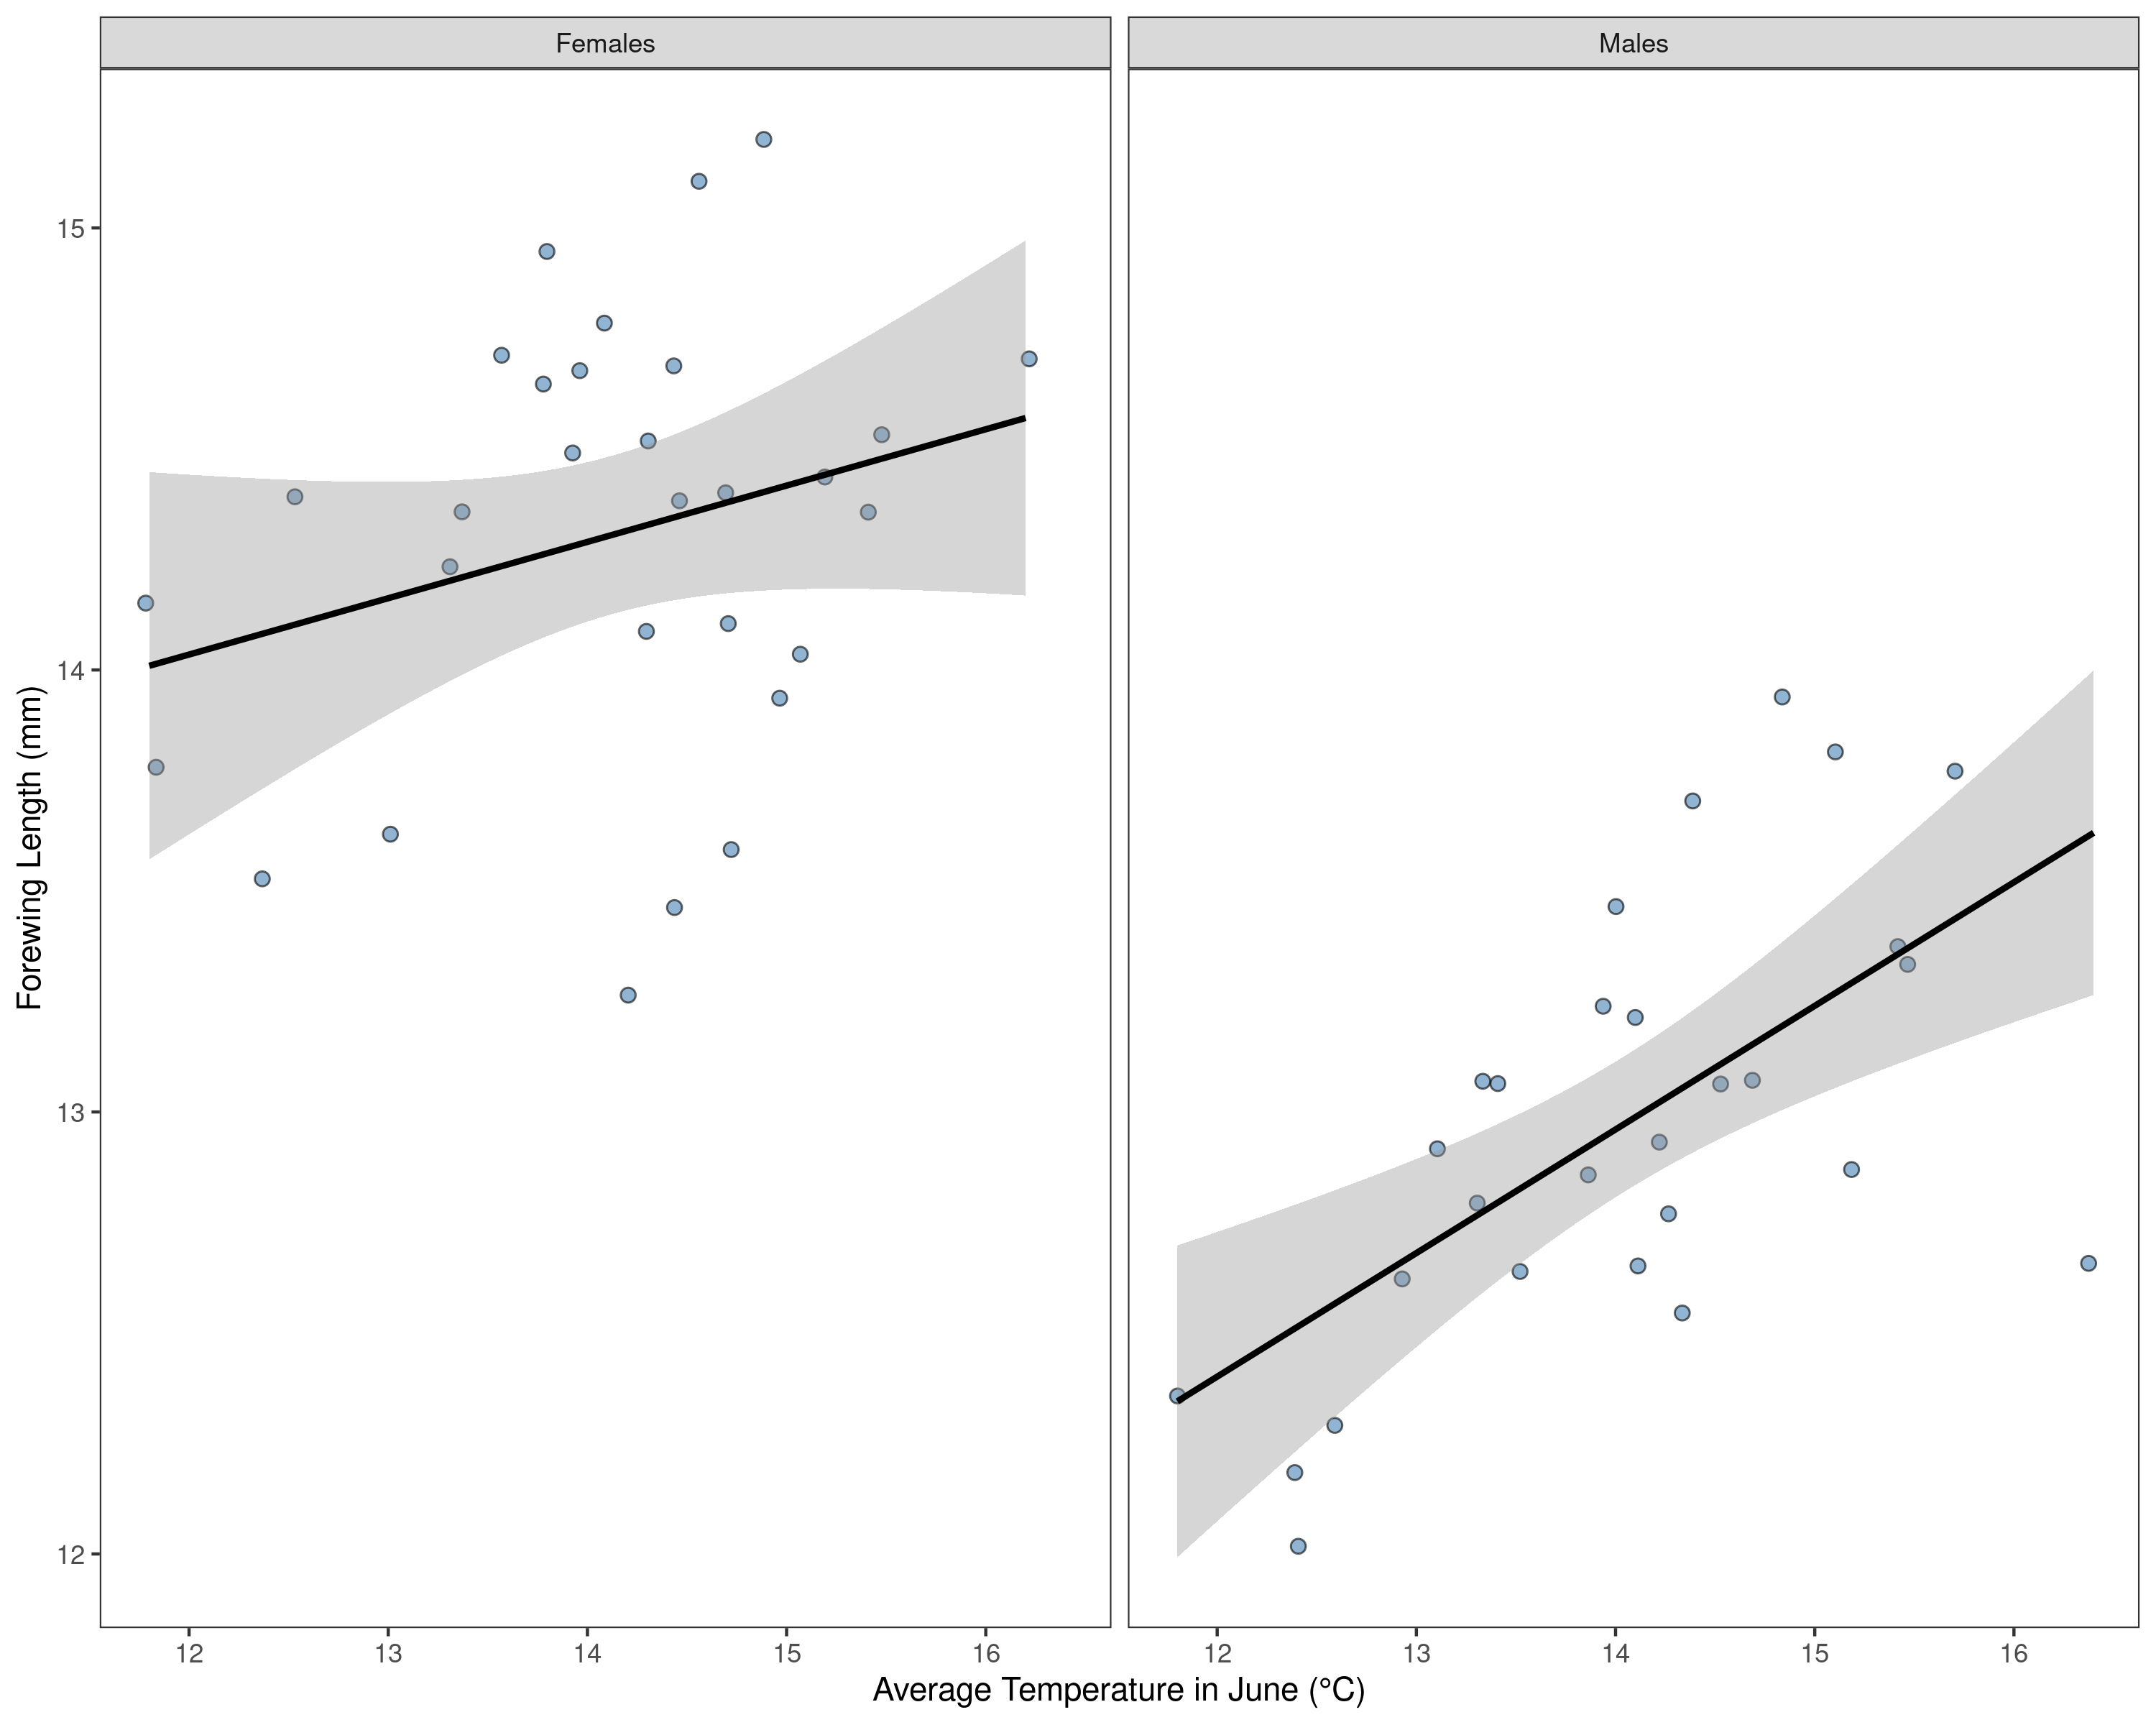 Females Males
15
14
13
12
Forewing Length (mm)
12 13 14 15 16 12 13 14 15 16
Average Temperature in June (°C)